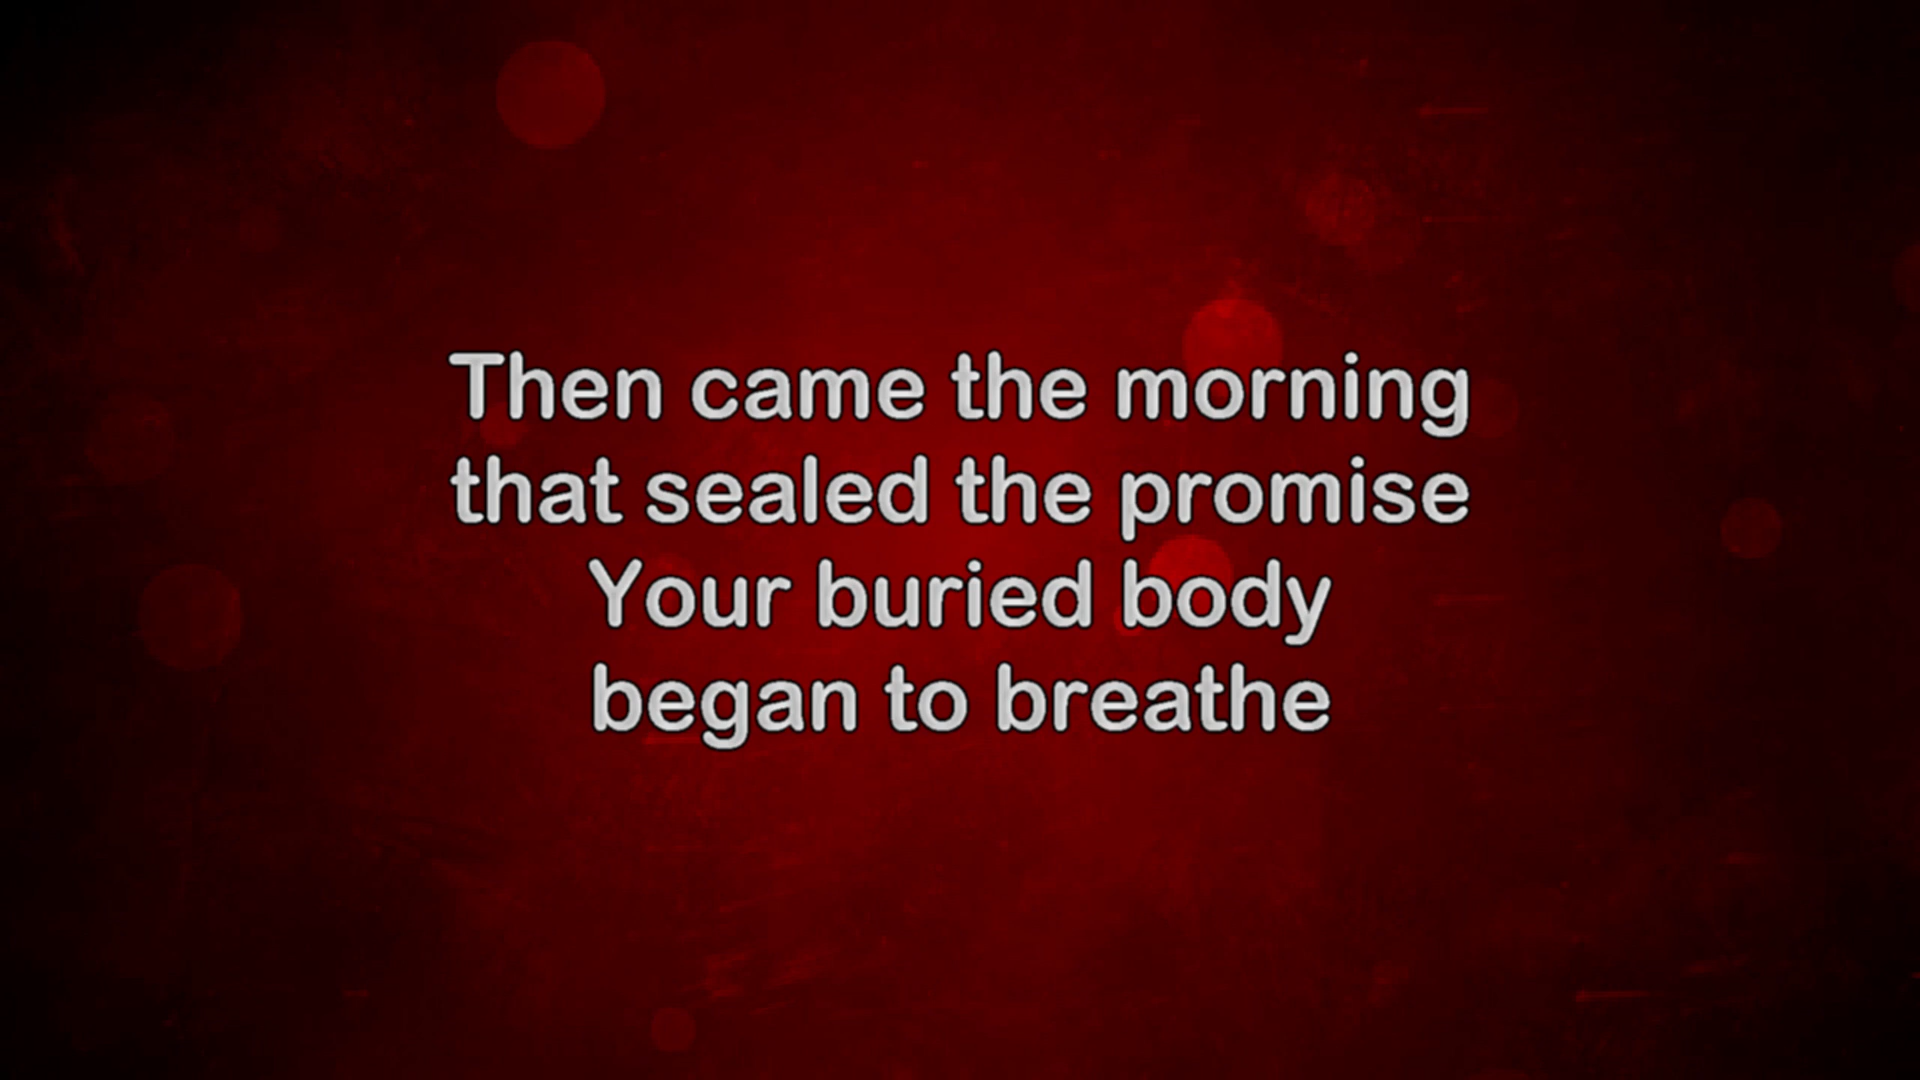 Then came the morning
that sealed the promise
Your buried body
began to breathe